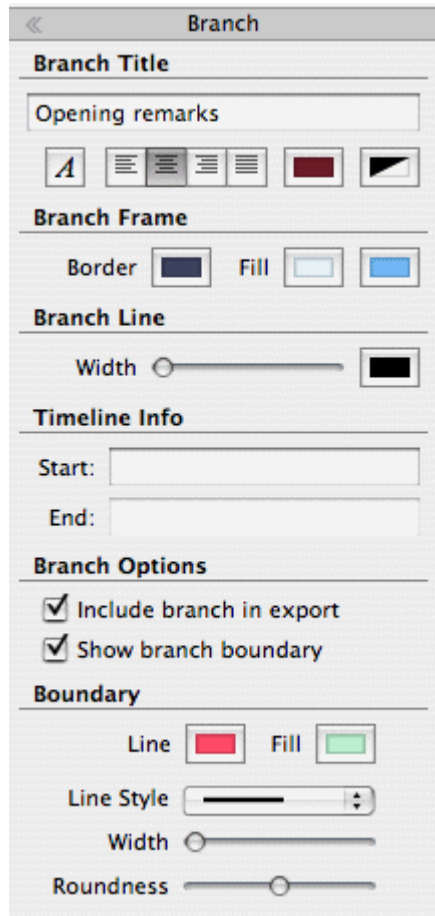 Branch
Branch Title
Opening remarks
A
Branch Frame
Border Fill
Branch Line
Width
Timeline Info
Start:
End:
Branch Options
Include branch in export
Show branch boundary
Boundary
Line Fill
Line Style
Width
Roundness